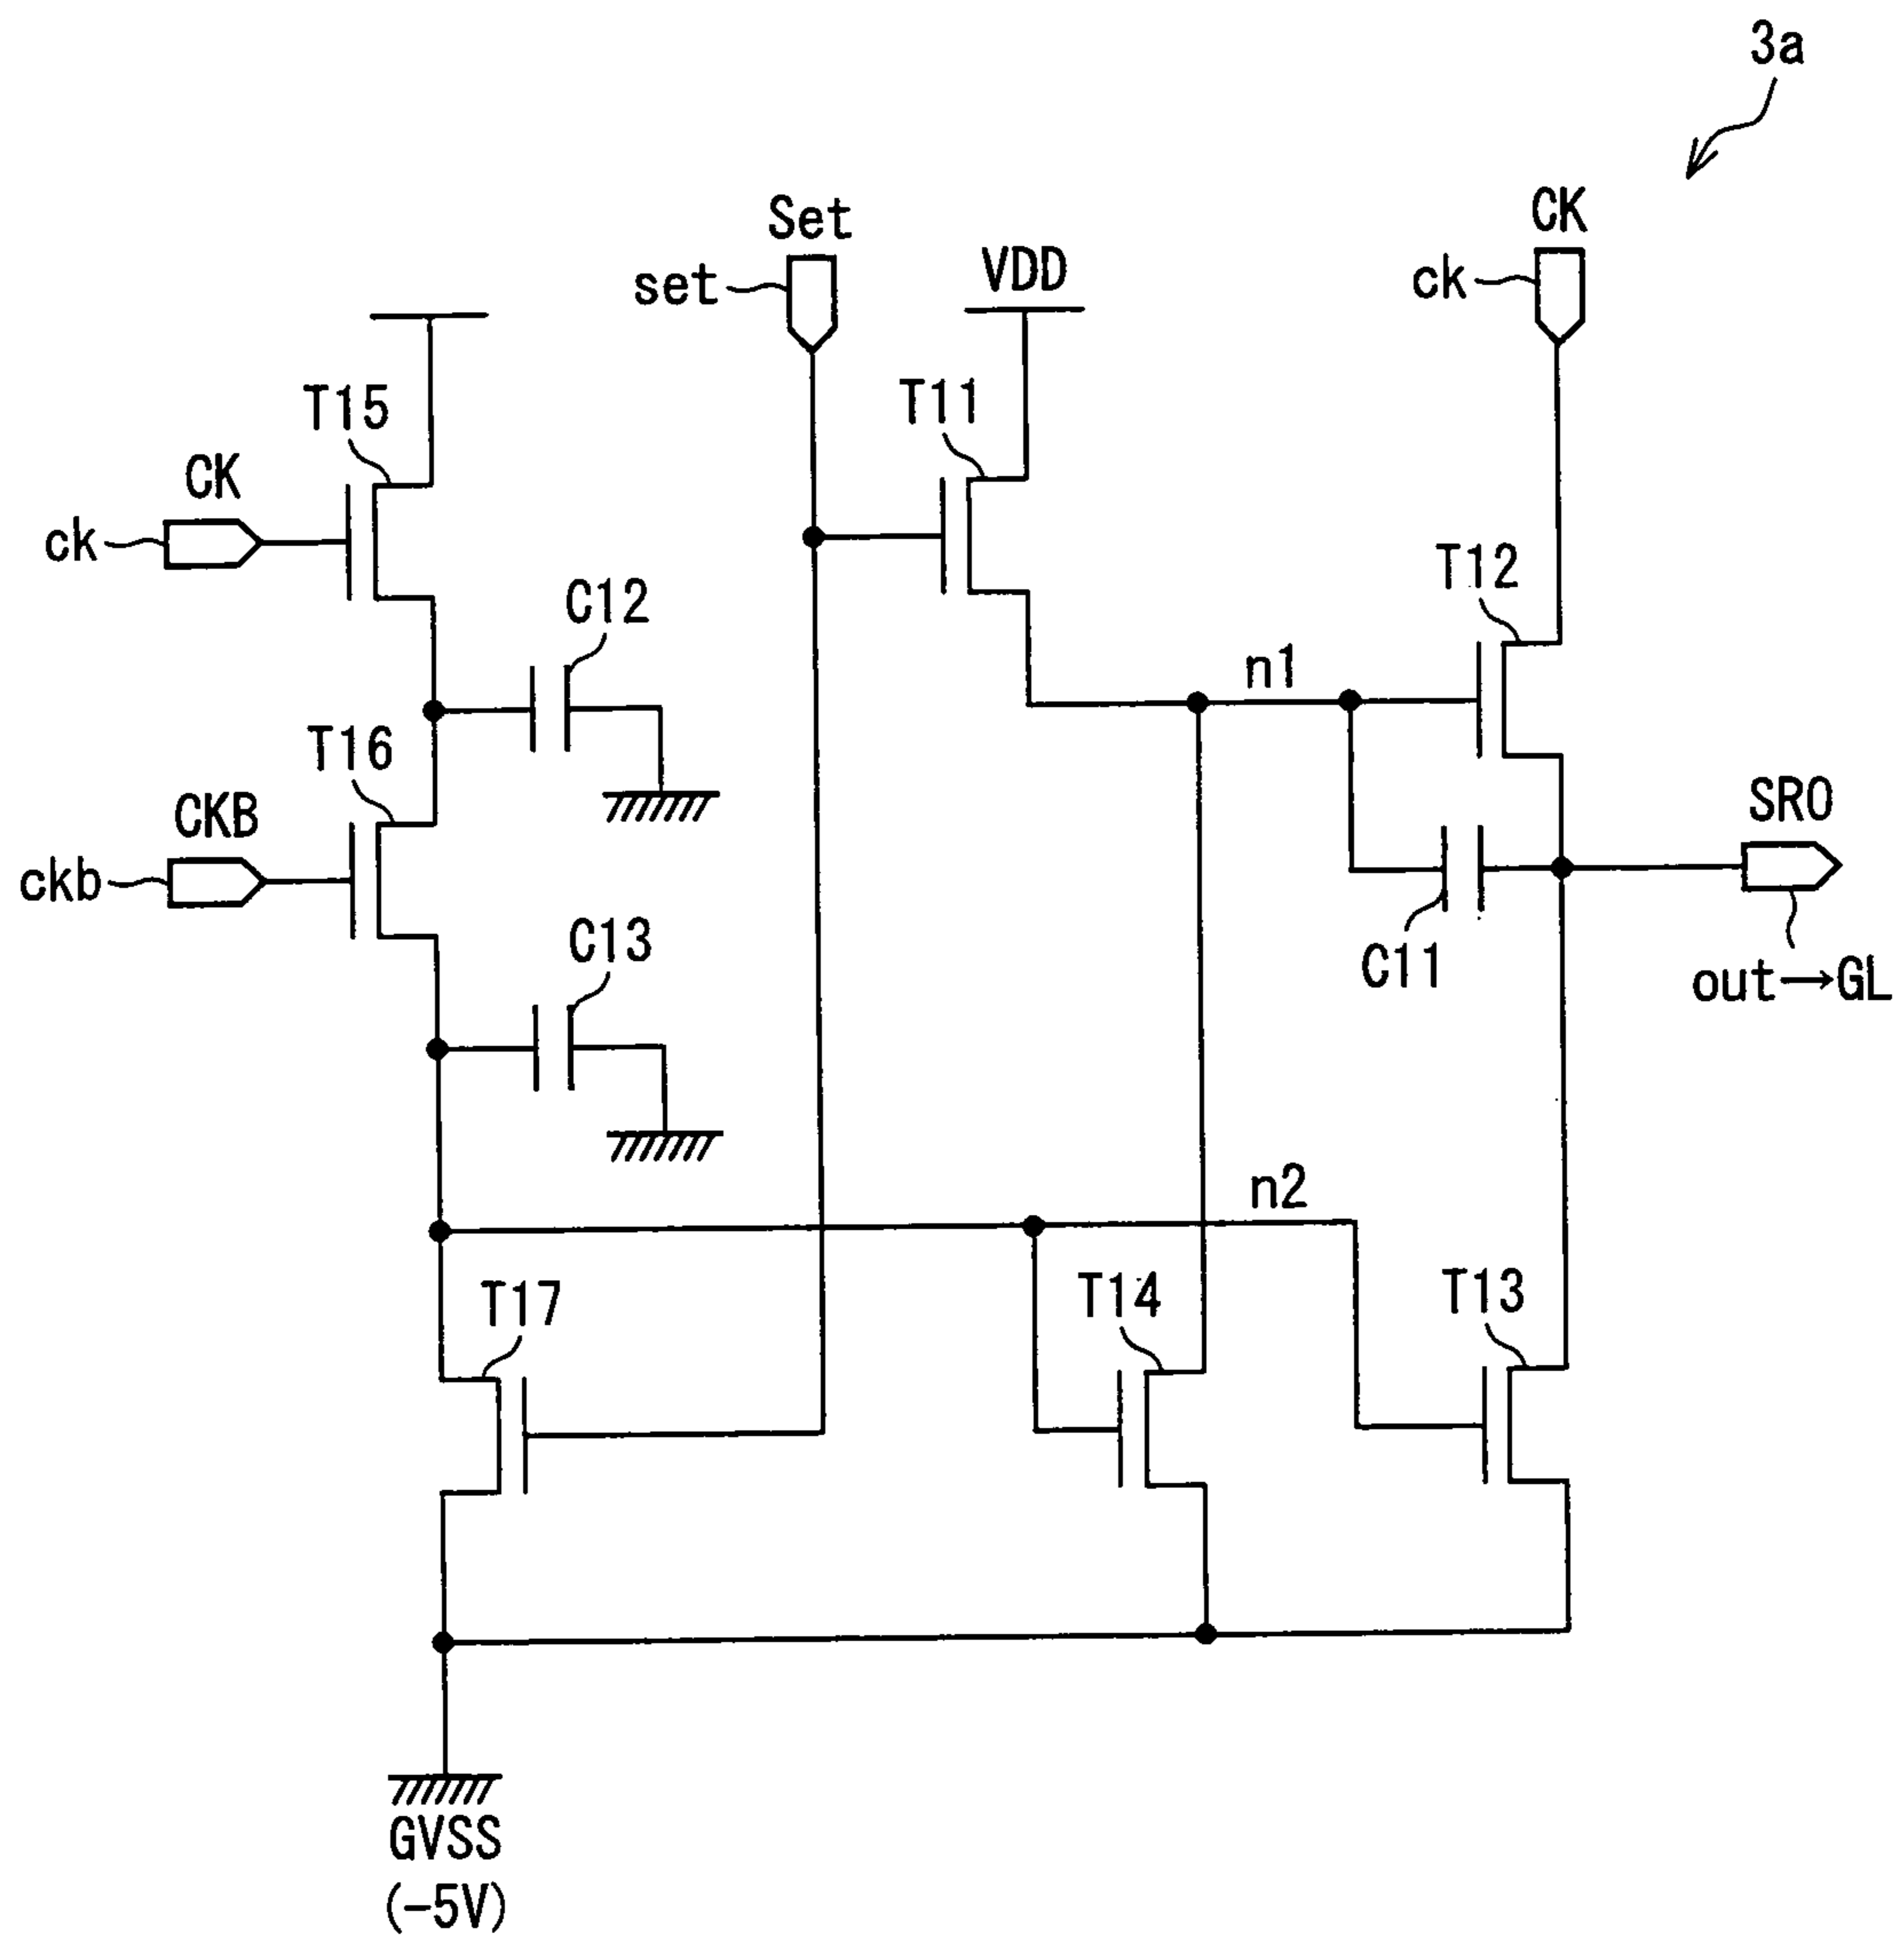 3a
Set
set
VDD
CK
ck
T15
T11
CK
ck
T12
C12
n1
T16
CKB
ckb
SRO
C13
C11
out→GL
n2
T17
T14
T13
GVSS
(-5V)